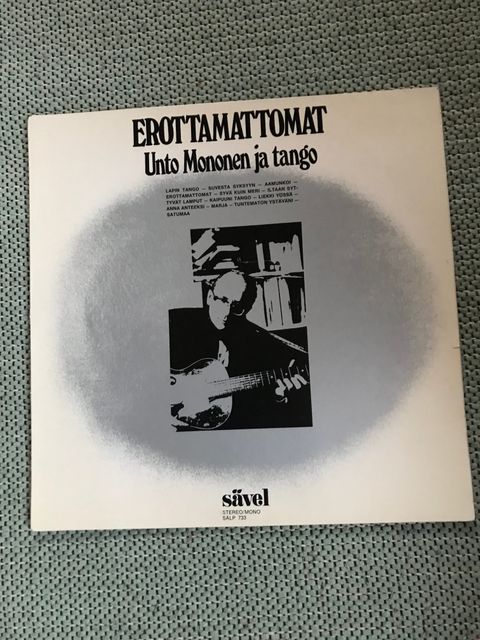 EROTTAMATTOMAT
Unto Mononen ja tango
LAPIN TANGO — SUVESTA SYKSYYN — AAMUNKOI —
EROTTAMATTOMAT — SYVÄ KUIN MERI — ILTAAN SYT-
TYVÄT LAMPUT — KAIPUUNI TANGO — LIEKKI YÖSSÄ —
ANNA ANTEEKSI — MARJA — TUNTEMATON YSTÄVÄNI —
SATUMAA
sävel
STEREO/MONO
SÄLP 733